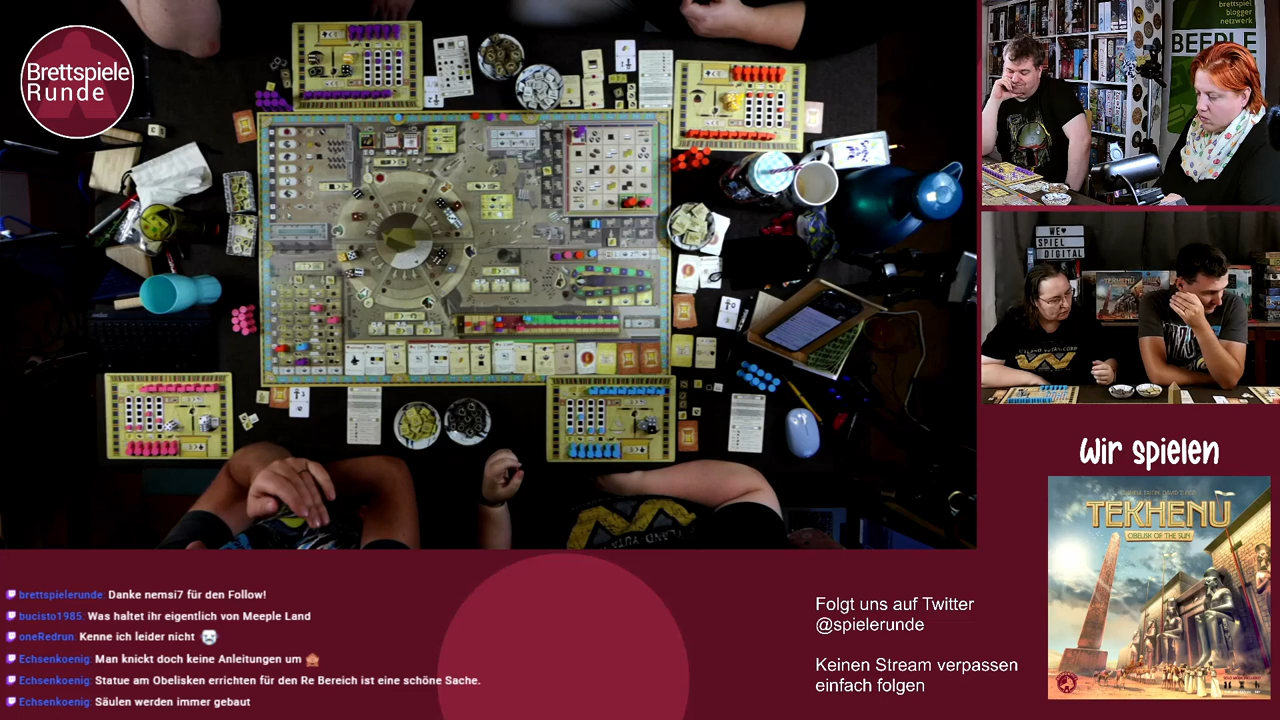 Brettspiele
Runde
brettspiel
blogger
netzwerk
BEEPLE
WE♥
SPIEL
DIGITAL
Wir spielen
TEKHENU
OBELISK OF THE SUN
brettspielerunde: Danke nemsi7 für den Follow!
bucisto1985: Was haltet ihr eigentlich von Meeple Land
oneRedrun: Kenne ich leider nicht
Echsenkoenig: Man knickt doch keine Anleitungen um
Echsenkoenig: Statue am Obelisken errichten für den Re Bereich ist eine schöne Sache.
Echsenkoenig: Säulen werden immer gebaut
Folgt uns auf Twitter
@spielerunde
Keinen Stream verpassen
einfach folgen